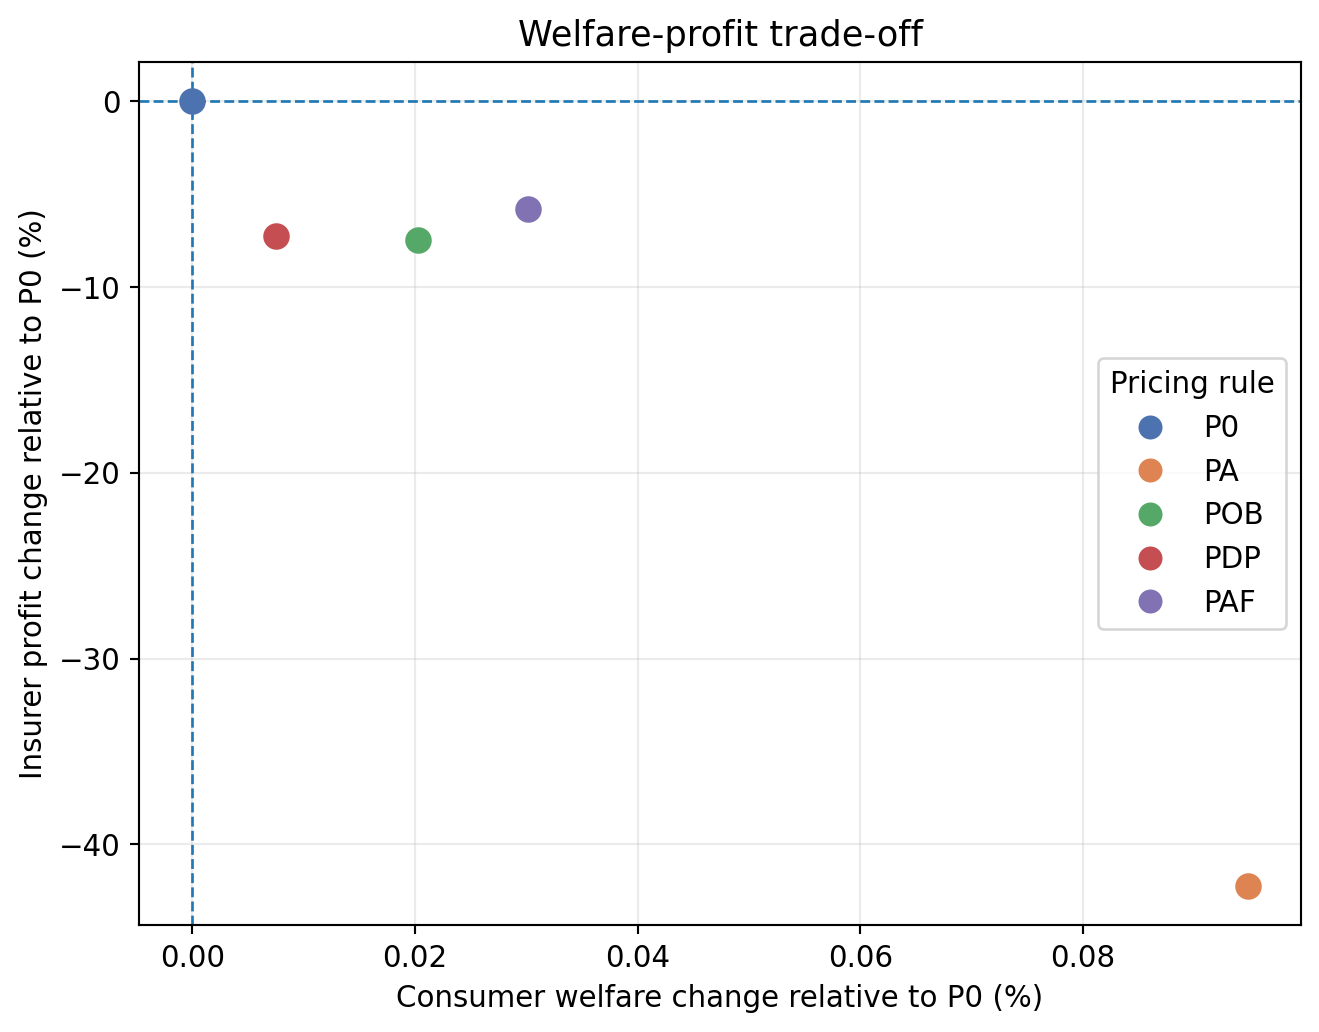 Welfare-profit trade-off
Insurer profit change relative to P0 (%)
0
−10
−20
−30
−40
Pricing rule
P0
PA
POB
PDP
PAF
0.00 0.02 0.04 0.06 0.08
Consumer welfare change relative to P0 (%)